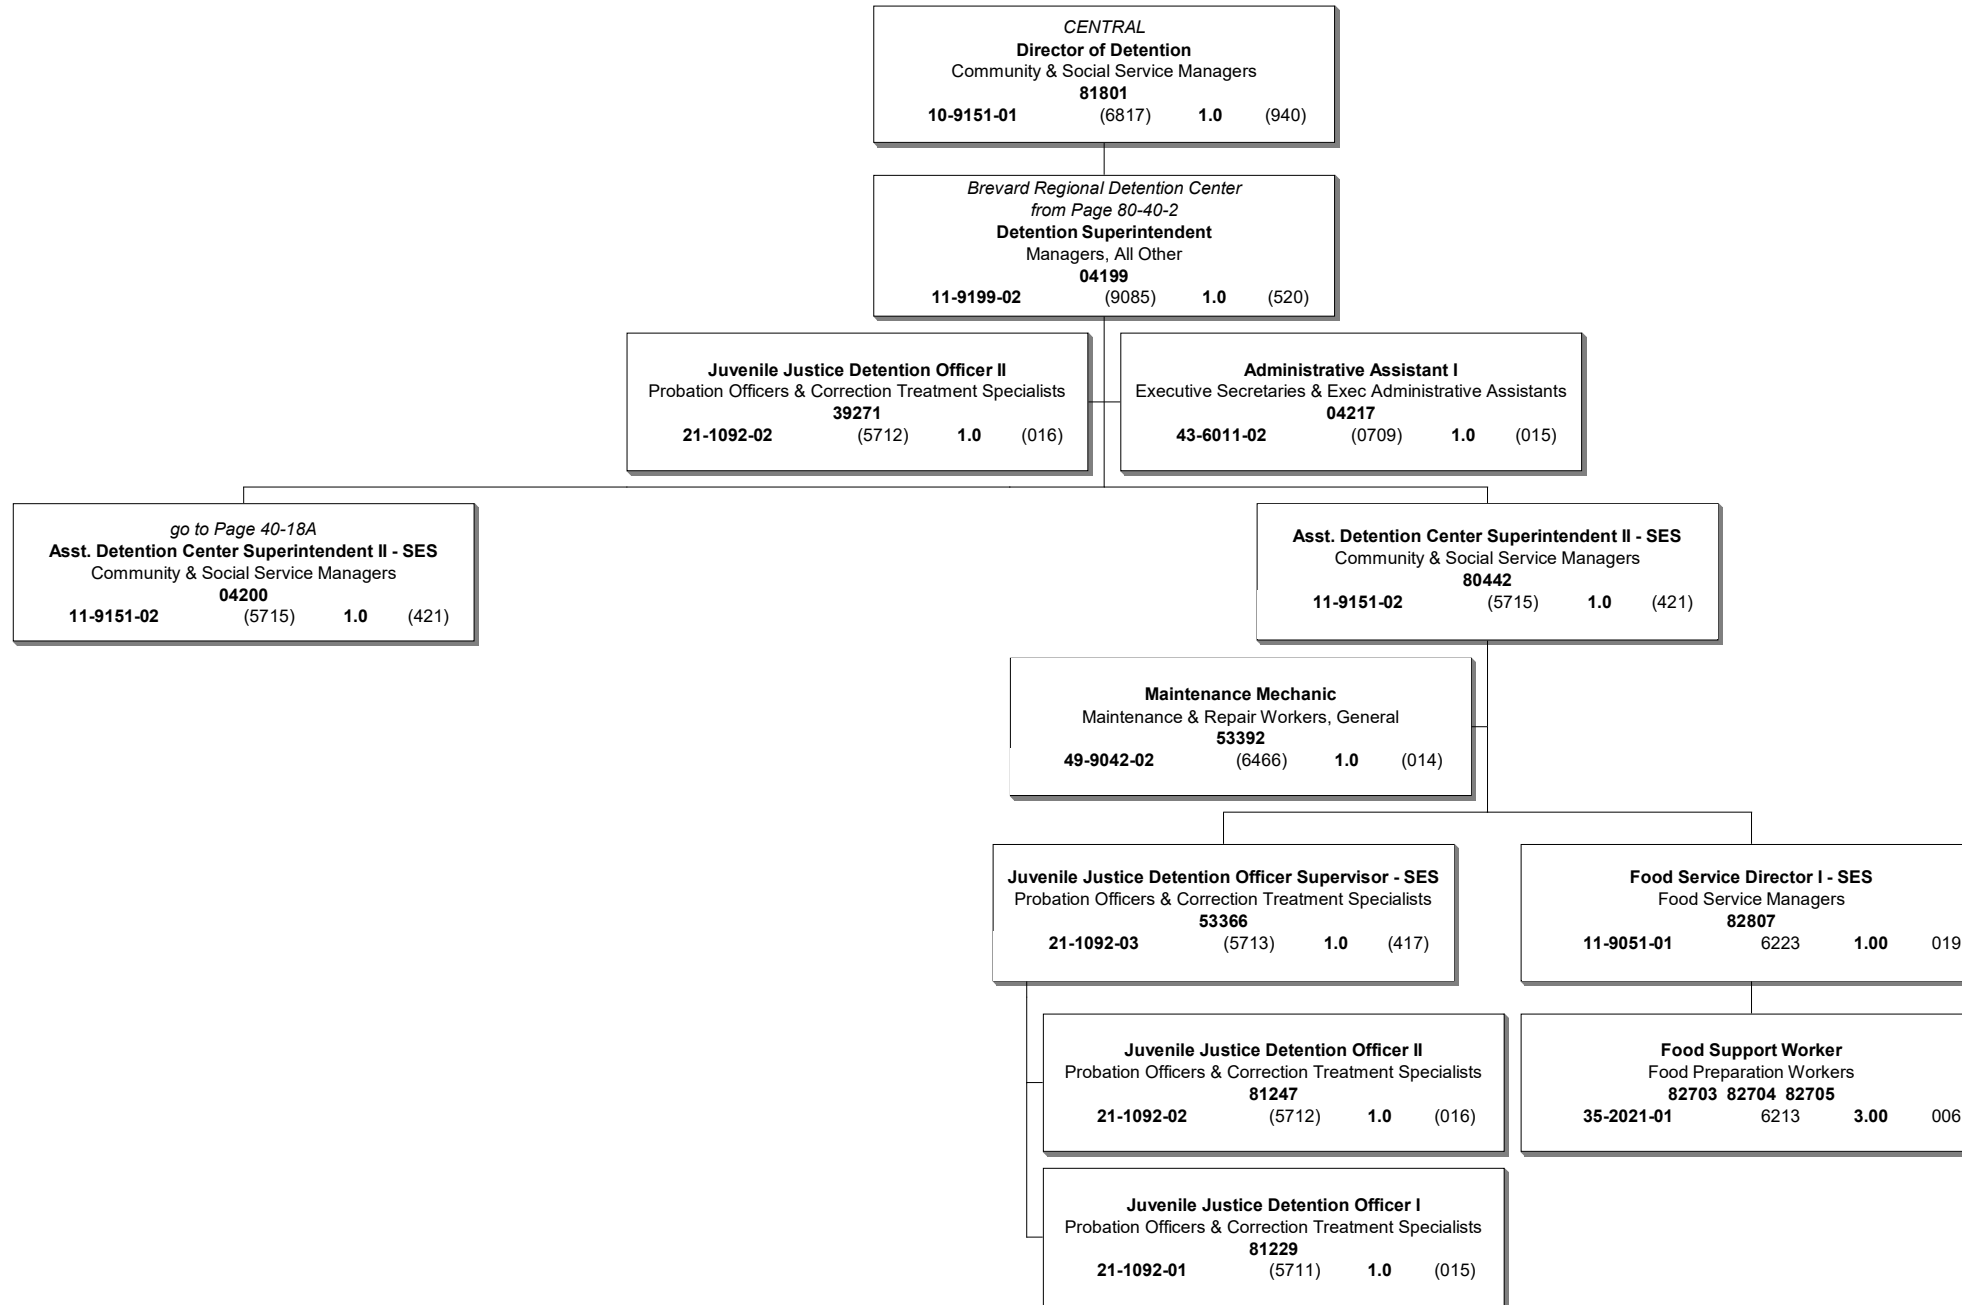 CENTRAL
Director of Detention
Community & Social Service Managers
81801
10-9151-01 (6817) 1.0 (940)
Brevard Regional Detention Center
from Page 80-40-2
Detention Superintendent
Managers, All Other
04199
11-9199-02 (9085) 1.0 (520)
Juvenile Justice Detention Officer II
Probation Officers & Correction Treatment Specialists
39271
21-1092-02 (5712) 1.0 (016)
Administrative Assistant I
Executive Secretaries & Exec Administrative Assistants
04217
43-6011-02 (0709) 1.0 (015)
go to Page 40-18A
Asst. Detention Center Superintendent II - SES
Community & Social Service Managers
04200
11-9151-02 (5715) 1.0 (421)
Asst. Detention Center Superintendent II - SES
Community & Social Service Managers
80442
11-9151-02 (5715) 1.0 (421)
Maintenance Mechanic
Maintenance & Repair Workers, General
53392
49-9042-02 (6466) 1.0 (014)
Juvenile Justice Detention Officer Supervisor - SES
Probation Officers & Correction Treatment Specialists
53366
21-1092-03 (5713) 1.0 (417)
Food Service Director I - SES
Food Service Managers
82807
11-9051-01 6223 1.00 019
Juvenile Justice Detention Officer II
Probation Officers & Correction Treatment Specialists
81247
21-1092-02 (5712) 1.0 (016)
Food Support Worker
Food Preparation Workers
82703 82704 82705
35-2021-01 6213 3.00 006
Juvenile Justice Detention Officer I
Probation Officers & Correction Treatment Specialists
81229
21-1092-01 (5711) 1.0 (015)